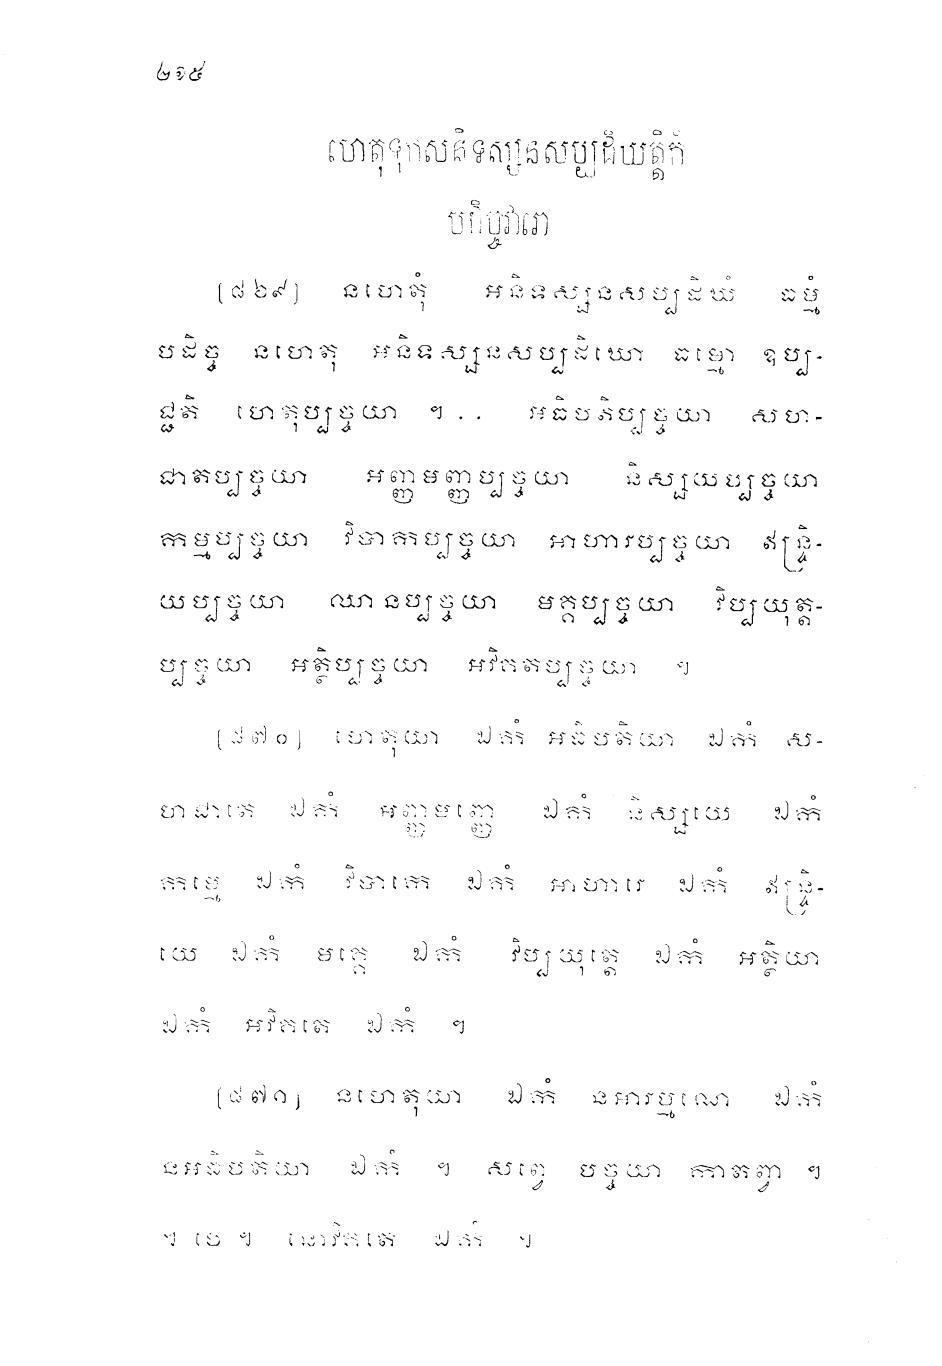 ២១៥
ហេតុទុកសនិទស្សនសប្បដិឃត្តិកំ
បដិច្ចវារោ
[៨៦៩] នហេតុំ អនិទស្សនសប្បដិឃំ ធម្មំ
បដិច្ច នហេតុ អនិទស្សនសប្បដិឃោ ធម្មោ ឧប្ប-
ជ្ជតិ ហេតុប្បច្ចយា ។.. អធិបតិប្បច្ចយា សហ-
ជាតប្បច្ចយា អញ្ញមញ្ញប្បច្ចយា និស្សយប្បច្ចយា
កម្មប្បច្ចយា វិបាកប្បច្ចយា អាហារប្បច្ចយា ឥន្ទ្រិ-
យប្បច្ចយា ឈានប្បច្ចយា មគ្គប្បច្ចយា វិប្បយុត្ត-
ប្បច្ចយា អត្ថិប្បច្ចយា អវិគតប្បច្ចយា ។
[៨៧០] ហេតុយា ឯកំ អធិបតិយា ឯកំ ស-
ហជាតេ ឯកំ អញ្ញមញ្ញេ ឯកំ និស្សយេ ឯកំ
កម្មេ ឯកំ វិបាកេ ឯកំ អាហារេ ឯកំ ឥន្ទ្រិ-
យេ ឯកំ មគ្គេ ឯកំ វិប្បយុត្តេ ឯកំ អត្ថិយា
ឯកំ អវិគតេ ឯកំ ។
[៨៧១] នហេតុយា ឯកំ នអារម្មណេ ឯកំ
នអធិបតិយា ឯកំ ។ សព្វេ បច្ចយា កាតព្វា ។
។ បេ ។ នោវិគតេ ឯកំ ។